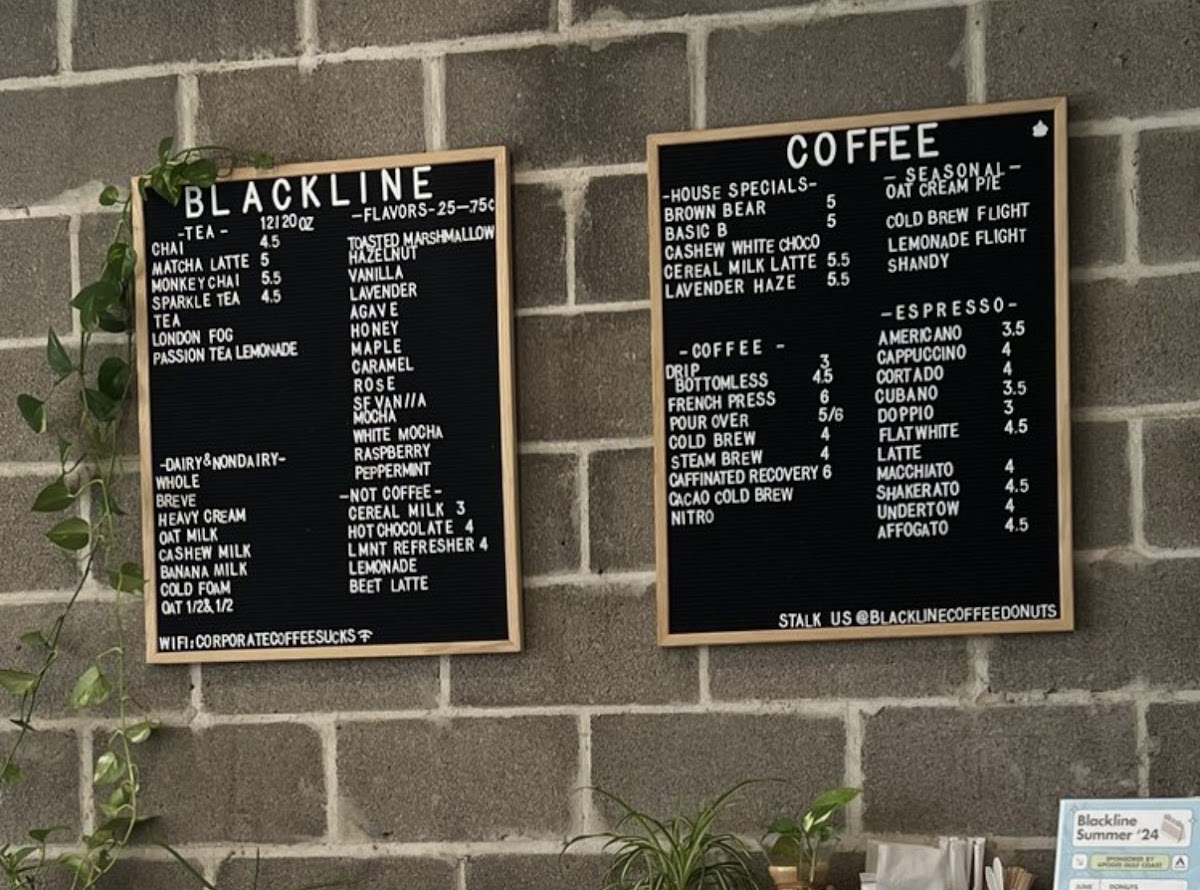 BLACKLINE
12|20 OZ
-TEA-
CHAI 4.5
MATCHA LATTE 5
MONKEY CHAI 5.5
SPARKLE TEA 4.5
TEA
LONDON FOG
PASSION TEA LEMONADE
-DAIRY&NONDAIRY-
WHOLE
BREVE
HEAVY CREAM
OAT MILK
CASHEW MILK
BANANA MILK
COLD FOAM
OAT 1/2&1/2
WIFI:CORPORATECOFFEESUCKS
-FLAVORS-25-.75¢
TOASTED MARSHMALLOW
HAZELNUT
VANILLA
LAVENDER
AGAVE
HONEY
MAPLE
CARAMEL
ROSE
SF VAN//A
MOCHA
WHITE MOCHA
RASPBERRY
PEPPERMINT
-NOT COFFEE-
CEREAL MILK 3
HOT CHOCOLATE 4
LMNT REFRESHER 4
LEMONADE
BEET LATTE
COFFEE
-HOUSE SPECIALS-
BROWN BEAR 5
BASIC B 5
CASHEW WHITE CHOCO
CEREAL MILK LATTE 5.5
LAVENDER HAZE 5.5
-COFFEE-
DRIP 3
BOTTOMLESS 4.5
FRENCH PRESS 6
POUR OVER 5/6
COLD BREW 4
STEAM BREW 4
CAFFINATED RECOVERY 6
CACAO COLD BREW
NITRO
- SEASONAL-
OAT CREAM PIE
COLD BREW FLIGHT
LEMONADE FLIGHT
SHANDY
-ESPRESSO-
AMERICANO 3.5
CAPPUCCINO 4
CORTADO 4
CUBANO 3.5
DOPPIO 3
FLAT WHITE 4.5
LATTE
MACCHIATO 4
SHAKERATO 4.5
UNDERTOW 4
AFFOGATO 4.5
STALK US @BLACKLINECOFFEEDONUTS
Blackline
Summer '24
SPONSORED BY
APOGEE GULF COAST
JUNE DONUTS